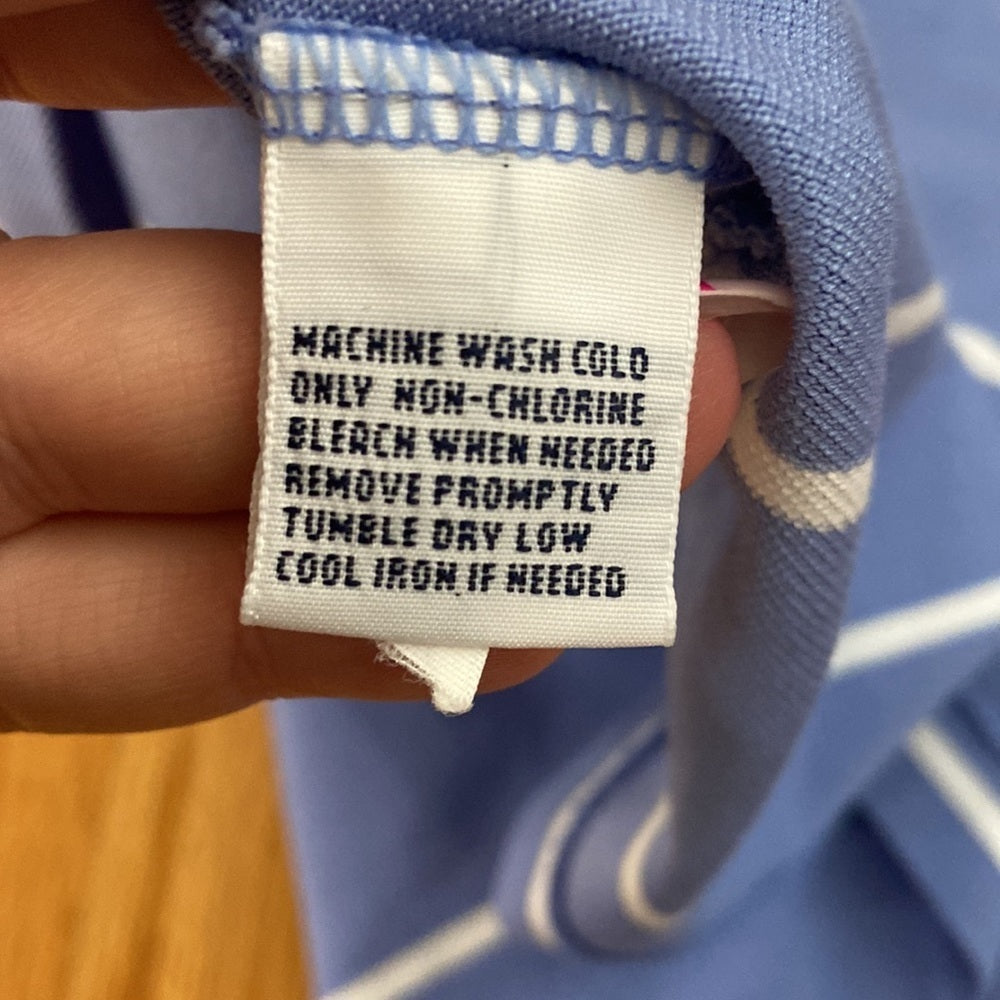 MACHINE WASH COLD
ONLY NON-CHLORINE
BLEACH WHEN NEEDED
REMOVE PROMPTLY
TUMBLE DRY LOW
COOL IRON IF NEEDED